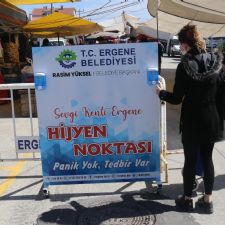 T.C. ERGENE
BELEDİYESİ
RASİM YÜKSEL BELEDİYE BAŞKANI
Sevgi Kenti Ergene
HİJYEN
NOKTASI
Panik Yok, Tedbir Var
ERG